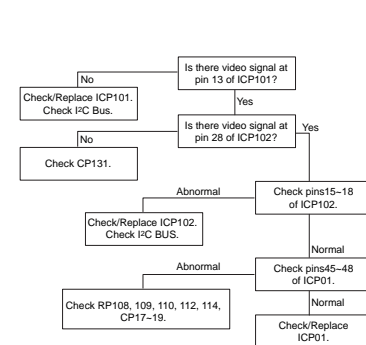 Is there video signal at
pin 13 of ICP101?
No
Check/Replace ICP101.
Check I²C Bus.
Yes
Is there video signal at
pin 28 of ICP102?
No
Yes
Check CP131.
Abnormal
Check pins15~18
of ICP102.
Check/Replace ICP102.
Check I²C BUS.
Normal
Abnormal
Check pins45~48
of ICP01.
Check RP108, 109, 110, 112, 114,
CP17~19.
Normal
Check/Replace
ICP01.